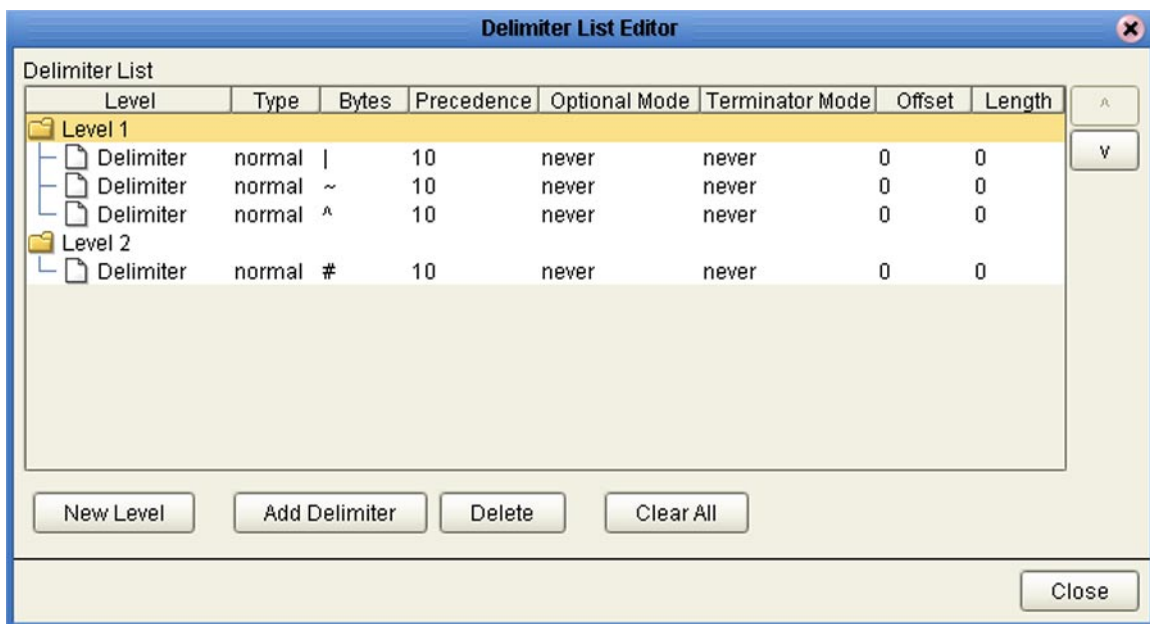 Delimiter List Editor
Delimiter List
Level Type Bytes Precedence Optional Mode Terminator Mode Offset Length
^
Level 1
v
Delimiter normal | 10 never never 0 0
Delimiter normal ~ 10 never never 0 0
Delimiter normal ^ 10 never never 0 0
Level 2
Delimiter normal # 10 never never 0 0
New Level Add Delimiter Delete Clear All
Close